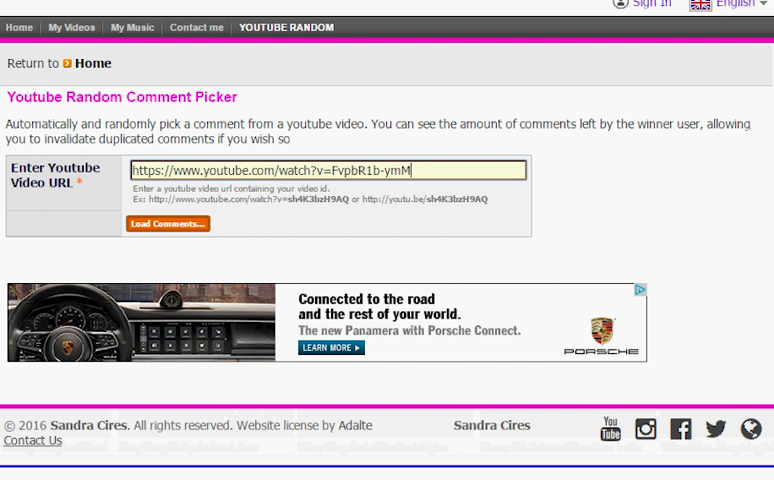 Sign In English
Home My Videos My Music Contact me YOUTUBE RANDOM
Return to Home
Youtube Random Comment Picker
Automatically and randomly pick a comment from a youtube video. You can see the amount of comments left by the winner user, allowing
you to invalidate duplicated comments if you wish so
Enter Youtube
Video URL *
https://www.youtube.com/watch?v=FvpbR1b-ymM
Enter a youtube video url containing your video id.
Ex: http://www.youtube.com/watch?v=sh4K3bzH9AQ or http://youtu.be/sh4K3bzH9AQ
Load Comments...
Connected to the road
and the rest of your world.
The new Panamera with Porsche Connect.
LEARN MORE
PORSCHE
© 2016 Sandra Cires. All rights reserved. Website license by Adalte
Contact Us
Sandra Cires
You
Tube